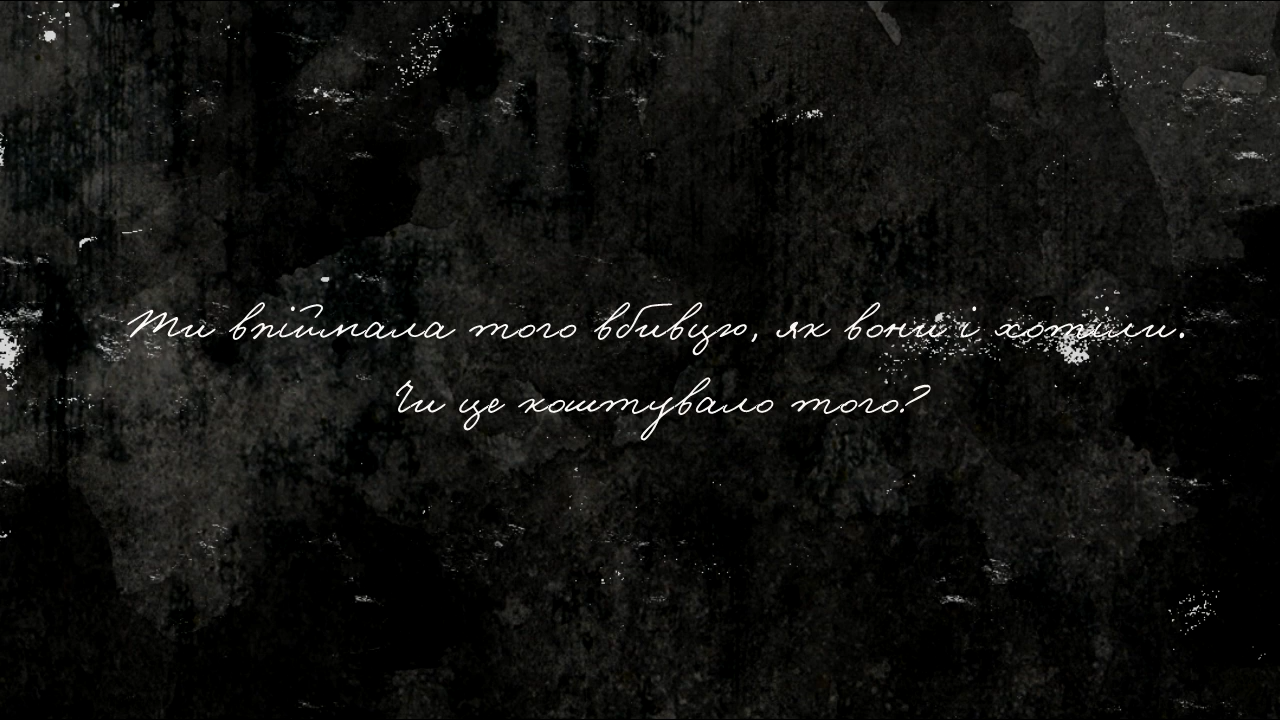 Ти впіймала того вбивцю, як вони і хотіли.
Чи це коштувало того?